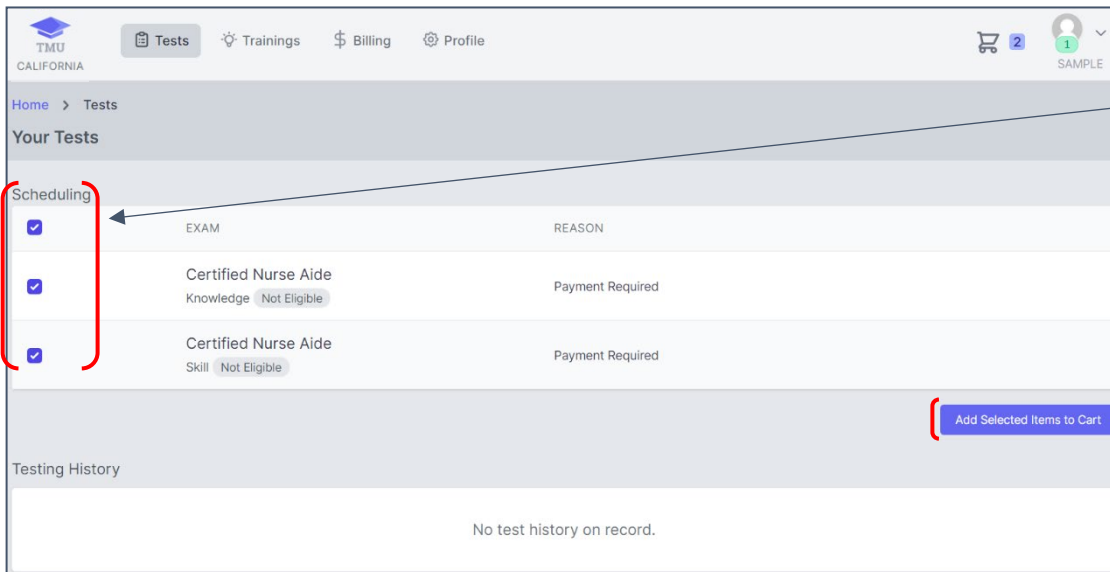 TMU
CALIFORNIA
Tests
Trainings
Billing
Profile
2
1
SAMPLE
Home > Tests
Your Tests
Scheduling
EXAM REASON
Certified Nurse Aide
Knowledge Not Eligible
Payment Required
Certified Nurse Aide
Skill Not Eligible
Payment Required
Add Selected Items to Cart
Testing History
No test history on record.